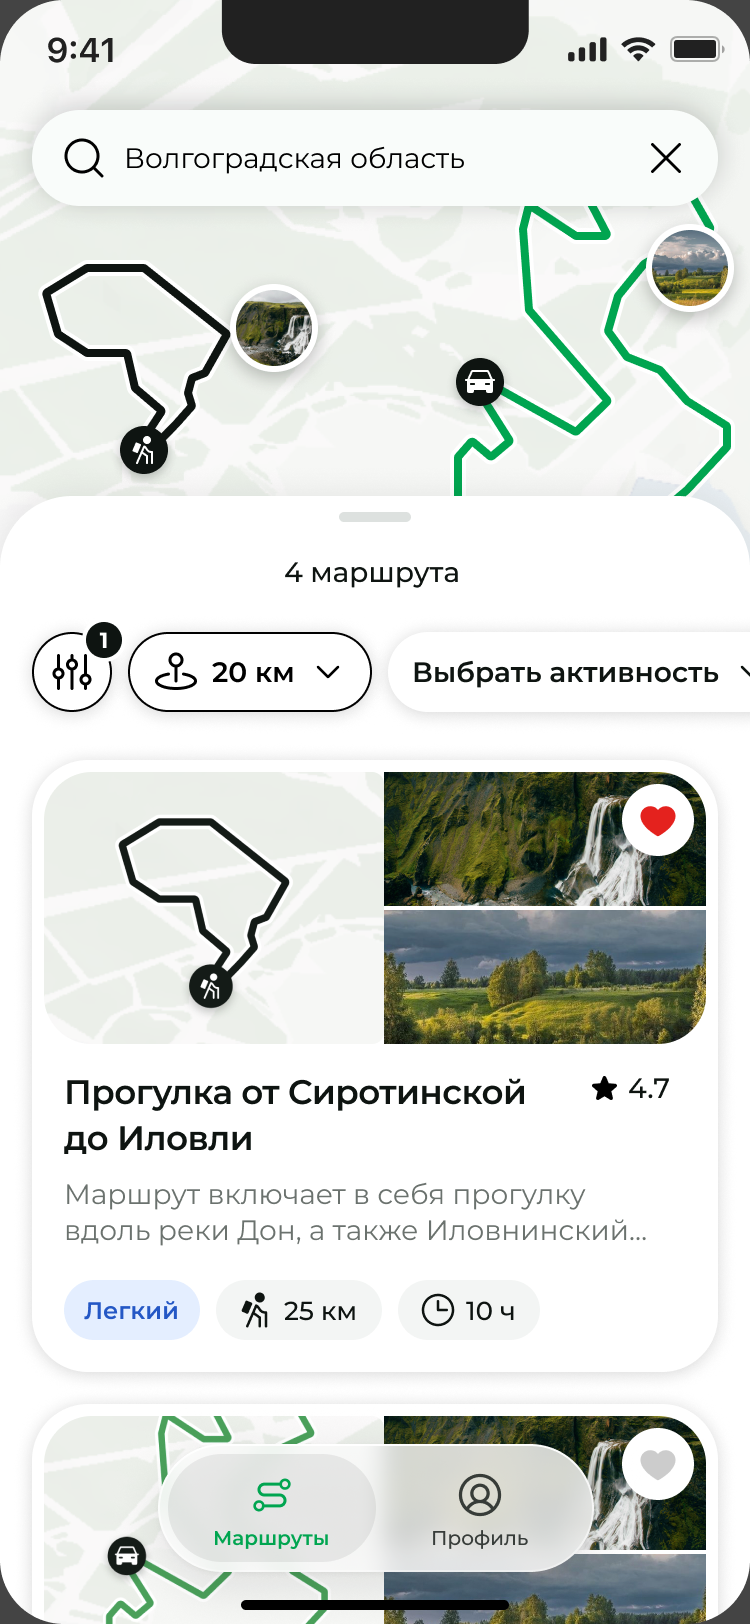 9:41
Волгоградская область
4 маршрута
1
20 км
Выбрать активность
Прогулка от Сиротинской
до Иловли
4.7
Маршрут включает в себя прогулку
вдоль реки Дон, а также Иловнинский...
Легкий
25 км
10 ч
Маршруты
Профиль